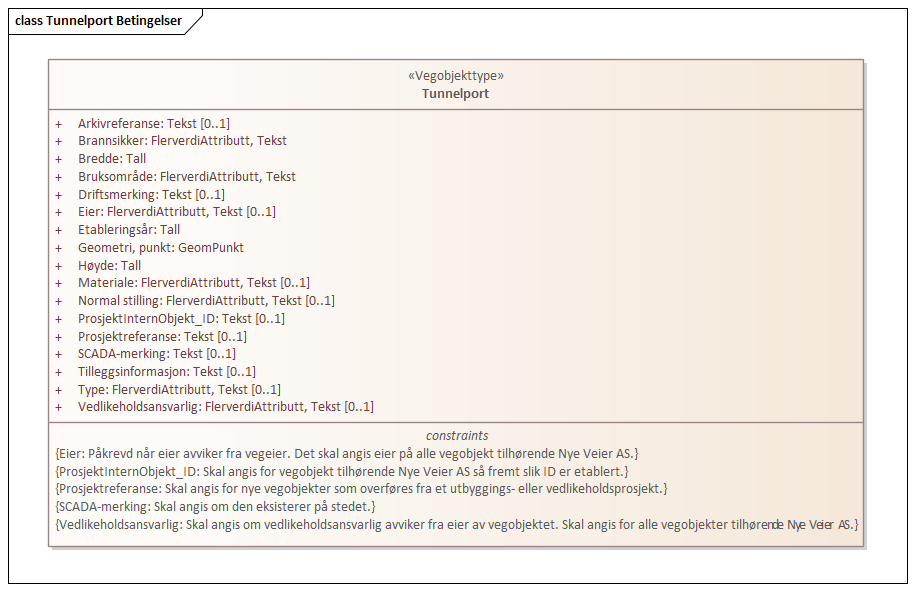 class Tunnelport Betingelser
«Vegobjekttype»
Tunnelport
+ Arkivreferanse: Tekst [0..1]
+ Brannsikker: FlerverdiAttributt, Tekst
+ Bredde: Tall
+ Bruksområde: FlerverdiAttributt, Tekst
+ Driftsmerking: Tekst [0..1]
+ Eier: FlerverdiAttributt, Tekst [0..1]
+ Etableringsår: Tall
+ Geometri, punkt: GeomPunkt
+ Høyde: Tall
+ Materiale: FlerverdiAttributt, Tekst [0..1]
+ Normal stilling: FlerverdiAttributt, Tekst [0..1]
+ ProsjektInternObjekt_ID: Tekst [0..1]
+ Prosjektreferanse: Tekst [0..1]
+ SCADA-merking: Tekst [0..1]
+ Tilleggsinformasjon: Tekst [0..1]
+ Type: FlerverdiAttributt, Tekst [0..1]
+ Vedlikeholdsansvarlig: FlerverdiAttributt, Tekst [0..1]
constraints
{Eier: Påkrevd når eier avviker fra vegeier. Det skal angis eier på alle vegobjekt tilhørende Nye Veier AS.}
{ProsjektInternObjekt_ID: Skal angis for vegobjekt tilhørende Nye Veier AS så fremt slik ID er etablert.}
{Prosjektreferanse: Skal angis for nye vegobjekter som overføres fra et utbyggings- eller vedlikeholdsprosjekt.}
{SCADA-merking: Skal angis om den eksisterer på stedet.}
{Vedlikeholdsansvarlig: Skal angis om vedlikeholdsansvarlig avviker fra eier av vegobjektet. Skal angis for alle vegobjekter tilhørende Nye Veier AS.}